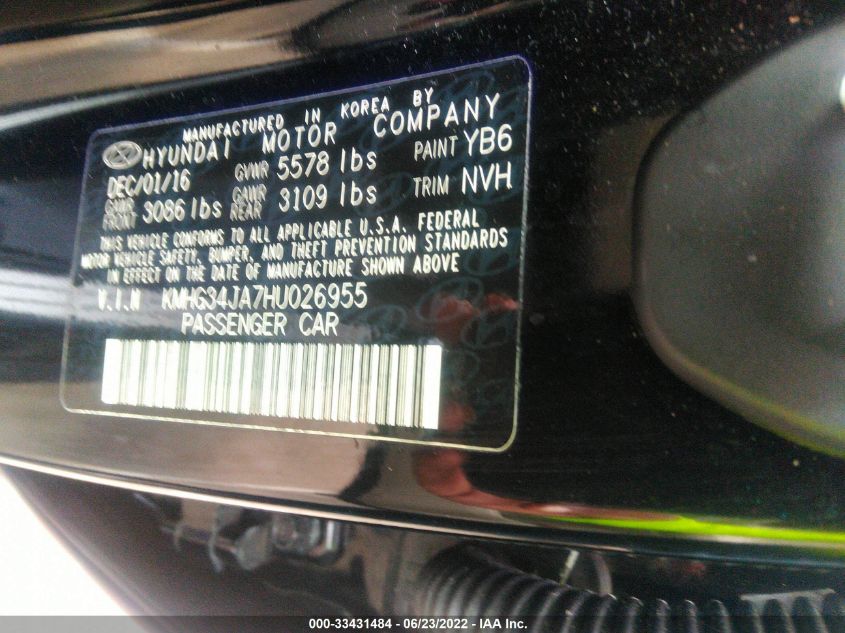 MANUFACTURED IN KOREA BY
HYUNDAI MOTOR COMPANY
DEC/01/16 GVWR 5578 lbs PAINT YB6
GAWR FRONT 3086 lbs GAWR REAR 3109 lbs TRIM NVH
THIS VEHICLE CONFORMS TO ALL APPLICABLE U.S.A. FEDERAL
MOTOR VEHICLE SAFETY, BUMPER, AND THEFT PREVENTION STANDARDS
IN EFFECT ON THE DATE OF MANUFACTURE SHOWN ABOVE
V.I.N KMHG34JA7HU026955
PASSENGER CAR
000-33431484 - 06/23/2022 - IAA Inc.